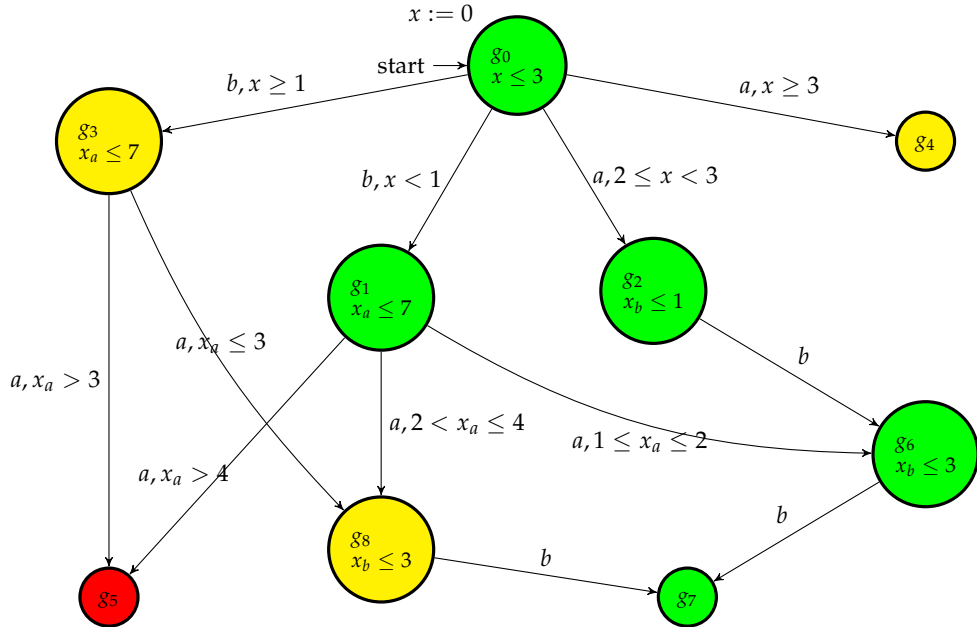 x := 0
start
g0
x ≤ 3
b, x ≥ 1
a, x ≥ 3
g3
xa ≤ 7
g4
b, x < 1
a, 2 ≤ x < 3
g1
xa ≤ 7
g2
xb ≤ 1
a, xa ≤ 3
b
a, xa > 3
a, 2 < xa ≤ 4
a, 1 ≤ xa ≤ 2
g6
xb ≤ 3
a, xa > 4
b
g8
xb ≤ 3
b
g5
g7